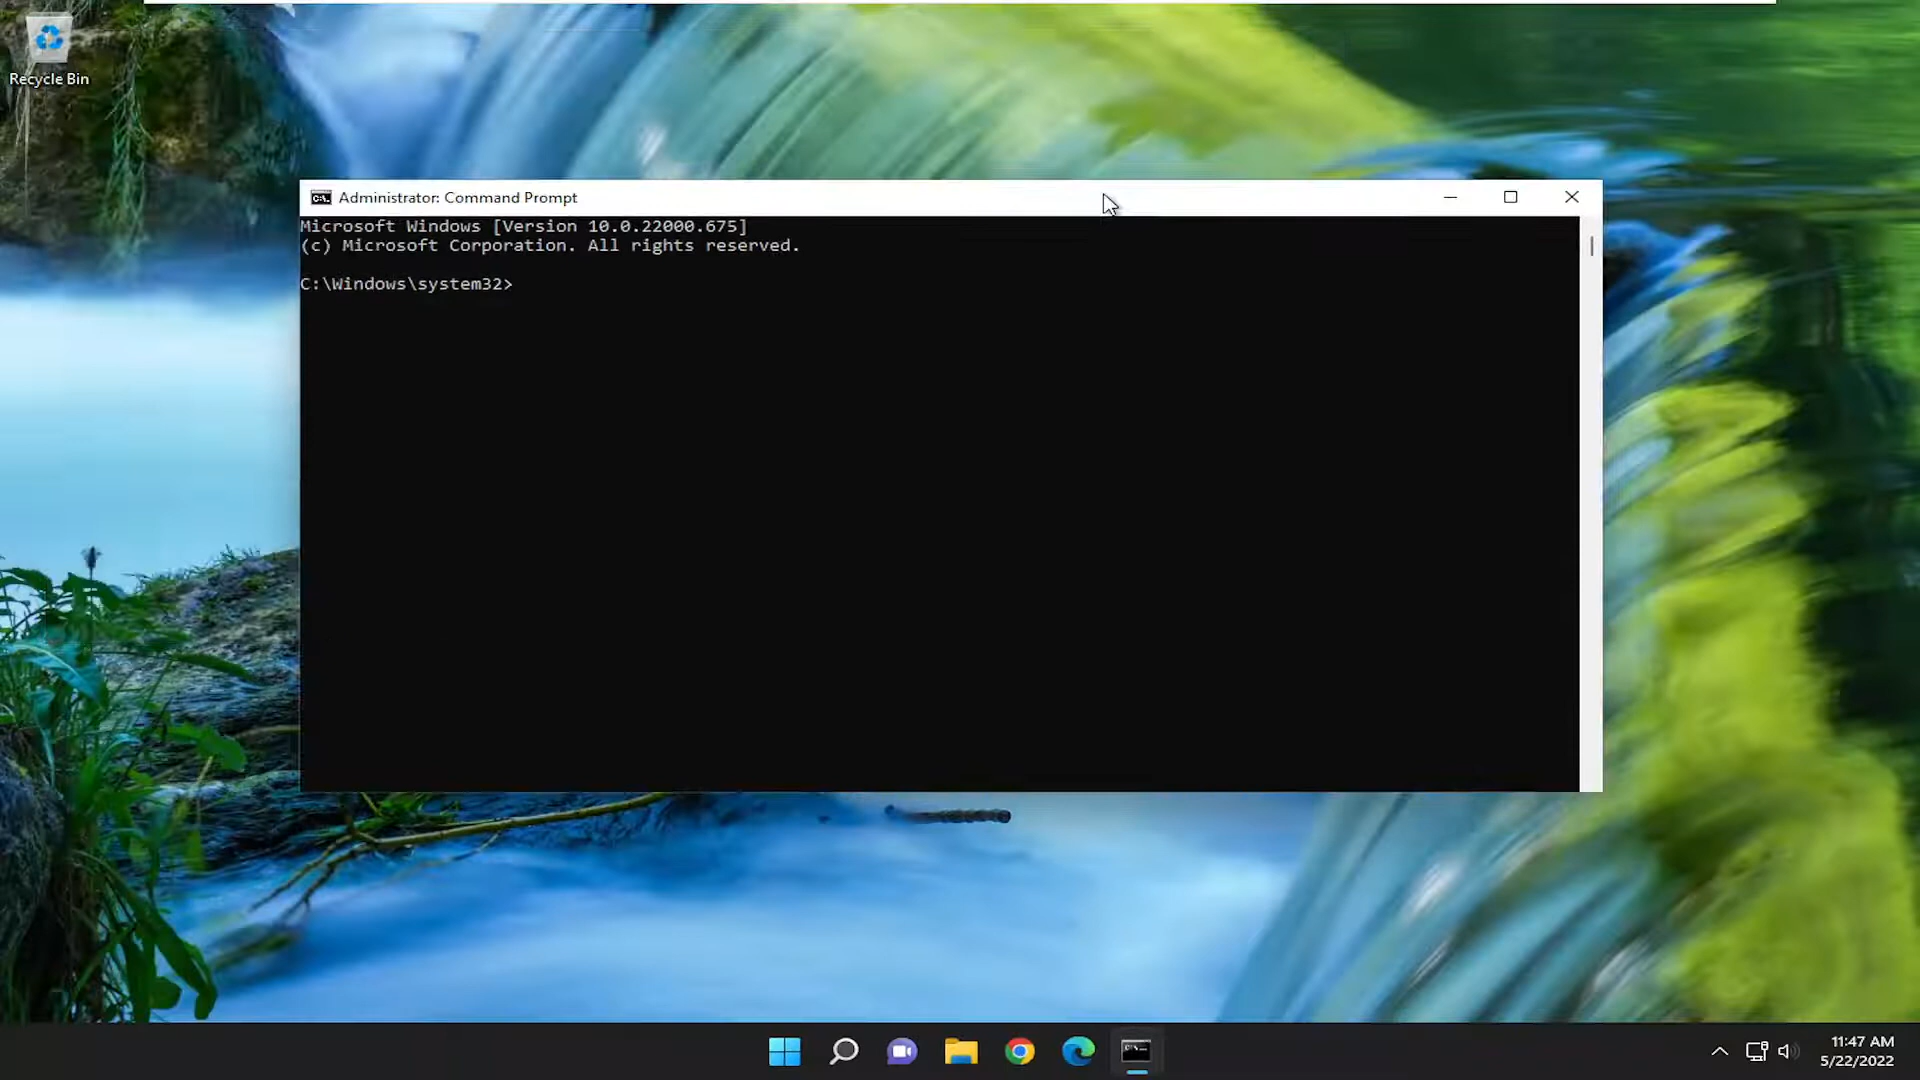 Recycle Bin
Administrator: Command Prompt
Microsoft Windows [Version 10.0.22000.675]
(c) Microsoft Corporation. All rights reserved.
C:\Windows\system32>
11:47 AM
5/22/2022